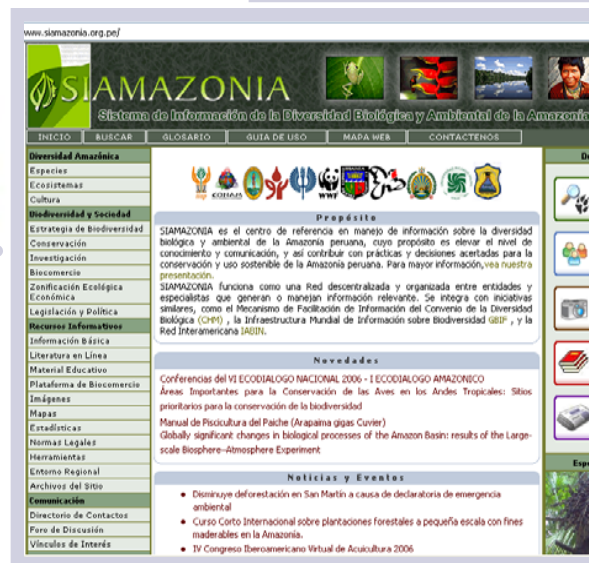 www.siamazonia.org.pe/
SIAMAZONIA
Sistema de Información de la Diversidad Biológica y Ambiental de la Amazonia
INICIO BUSCAR GLOSARIO GUIA DE USO MAPA WEB CONTACTENOS
Diversidad Amazónica
Especies
Ecosistemas
Cultura
Biodiversidad y Sociedad
Estrategia de Biodiversidad
Conservación
Investigación
Biocomercio
Zonificación Ecológica
Económica
Legislación y Política
Recursos Informativos
Información Básica
Literatura en Línea
Material Educativo
Plataforma de Biocomercio
Imágenes
Mapas
Estadísticas
Normas Legales
Herramientas
Entorno Regional
Archivos del Sitio
Comunicación
Directorio de Contactos
Foro de Discusión
Vínculos de Interés
WWF
Propósito
SIAMAZONIA es el centro de referencia en manejo de información sobre la diversidad
biológica y ambiental de la Amazonía peruana, cuyo propósito es elevar el nivel de
conocimiento y comunicación, y así contribuir con prácticas y decisiones acertadas para la
conservación y uso sostenible de la Amazonía peruana. Para mayor información,vea nuestra
presentación.
SIAMAZONIA funciona como una Red descentralizada y organizada entre entidades y
especialistas que generan o manejan información relevante. Se integra con iniciativas
similares, como el Mecanismo de Facilitación de Información del Convenio de la Diversidad
Biológica (CHM) , la Infraestructura Mundial de Información sobre Biodiversidad GBIF , y la
Red Interamericana IABIN.
Novedades
Conferencias del VI ECODIALOGO NACIONAL 2006 - I ECODIALOGO AMAZONICO
Áreas Importantes para la Conservación de las Aves en los Andes Tropicales: Sitios
prioritarios para la conservación de la biodiversidad
Manual de Piscicultura del Paiche (Arapaima gigas Cuvier)
Globally significant changes in biological processes of the Amazon Basin: results of the Large-
scale Biosphere–Atmosphere Experiment
Noticias y Eventos
Disminuye deforestación en San Martín a causa de declaratoria de emergencia
ambiental
Curso Corto Internacional sobre plantaciones forestales a pequeña escala con fines
maderables en la Amazonía.
IV Congreso Iberoamericano Virtual de Acuicultura 2006